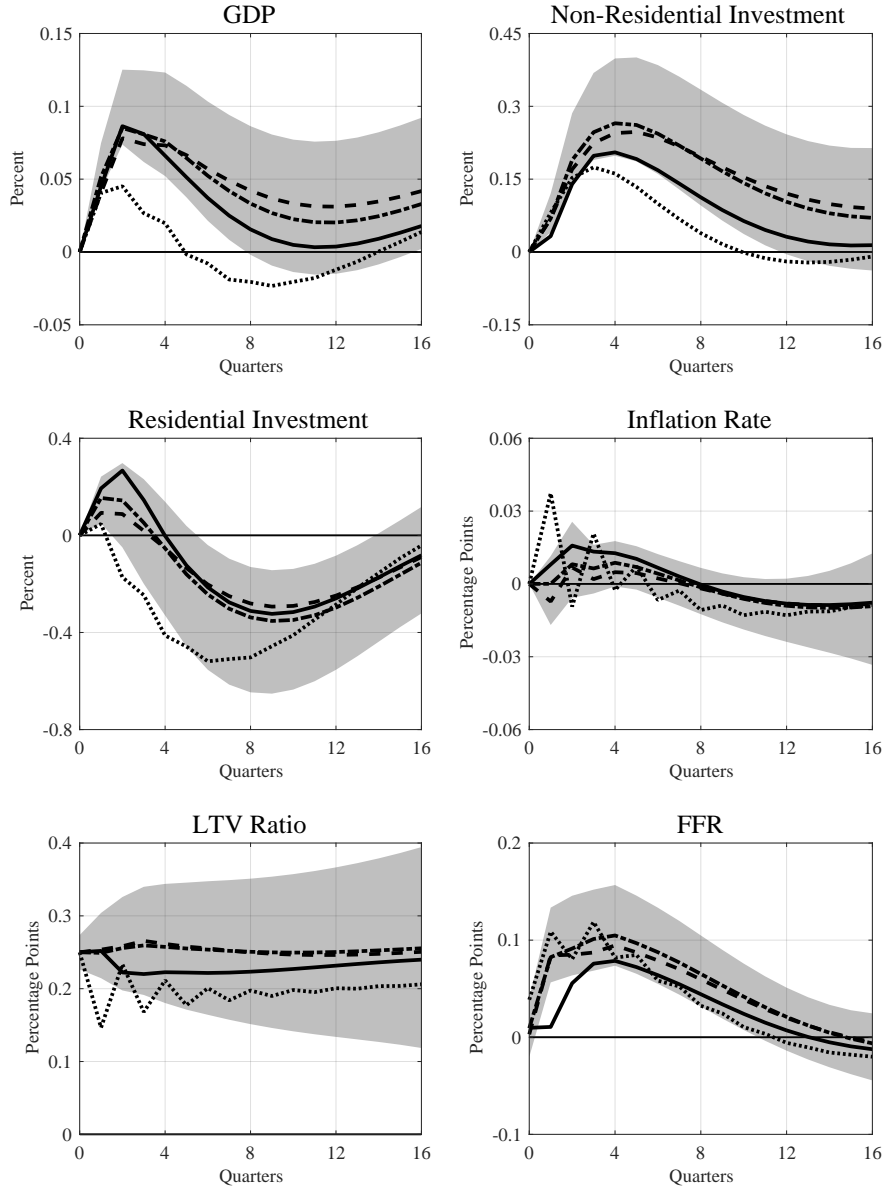 GDP
0.15
0.1
0.05
0
-0.05
Percent
0 4 8 12 16
Quarters
Non-Residential Investment
0.45
0.3
0.15
0
-0.15
Percent
0 4 8 12 16
Quarters
Residential Investment
0.4
0
-0.4
-0.8
Percent
0 4 8 12 16
Quarters
Inflation Rate
0.06
0.03
0
-0.03
-0.06
Percentage Points
0 4 8 12 16
Quarters
LTV Ratio
0.4
0.3
0.2
0.1
0
Percentage Points
0 4 8 12 16
Quarters
FFR
0.2
0.1
0
-0.1
Percentage Points
0 4 8 12 16
Quarters